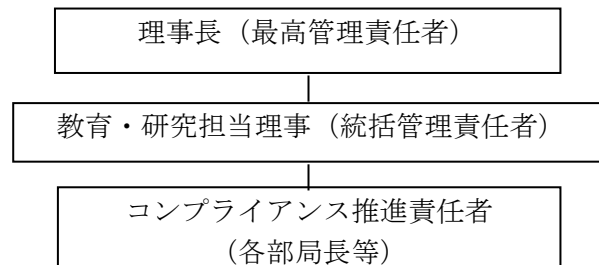 理事長（最高管理責任者）
教育・研究担当理事（統括管理責任者）
コンプライアンス推進責任者
（各部局長等）